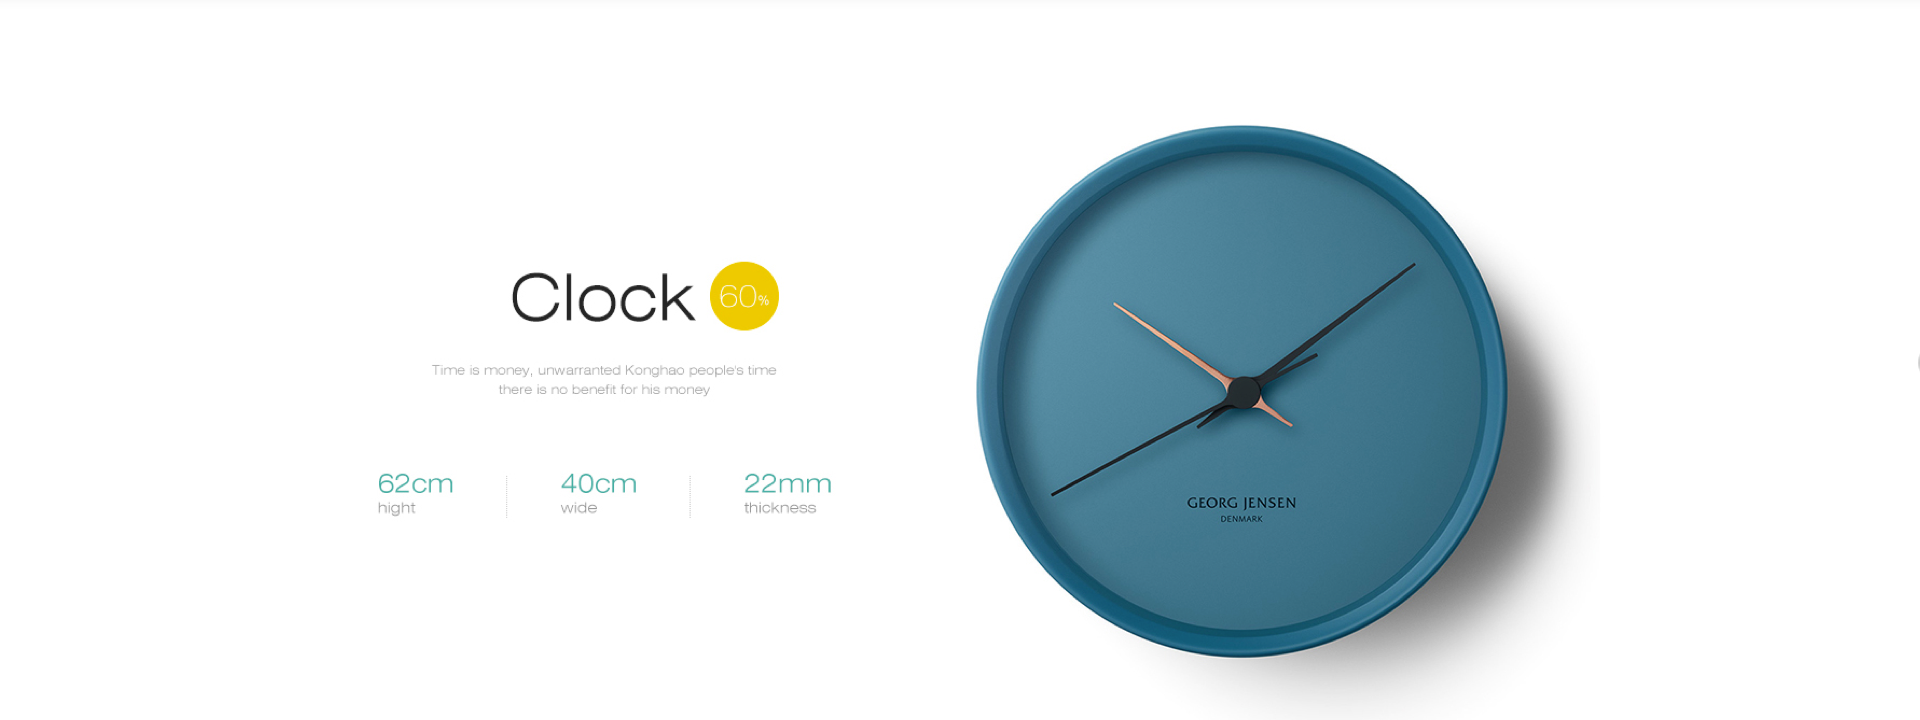 Clock 60%
Time is money, unwarranted Konghao people's time
there is no benefit for his money
62cm
hight
40cm
wide
22mm
thickness
GEORG JENSEN
DENMARK